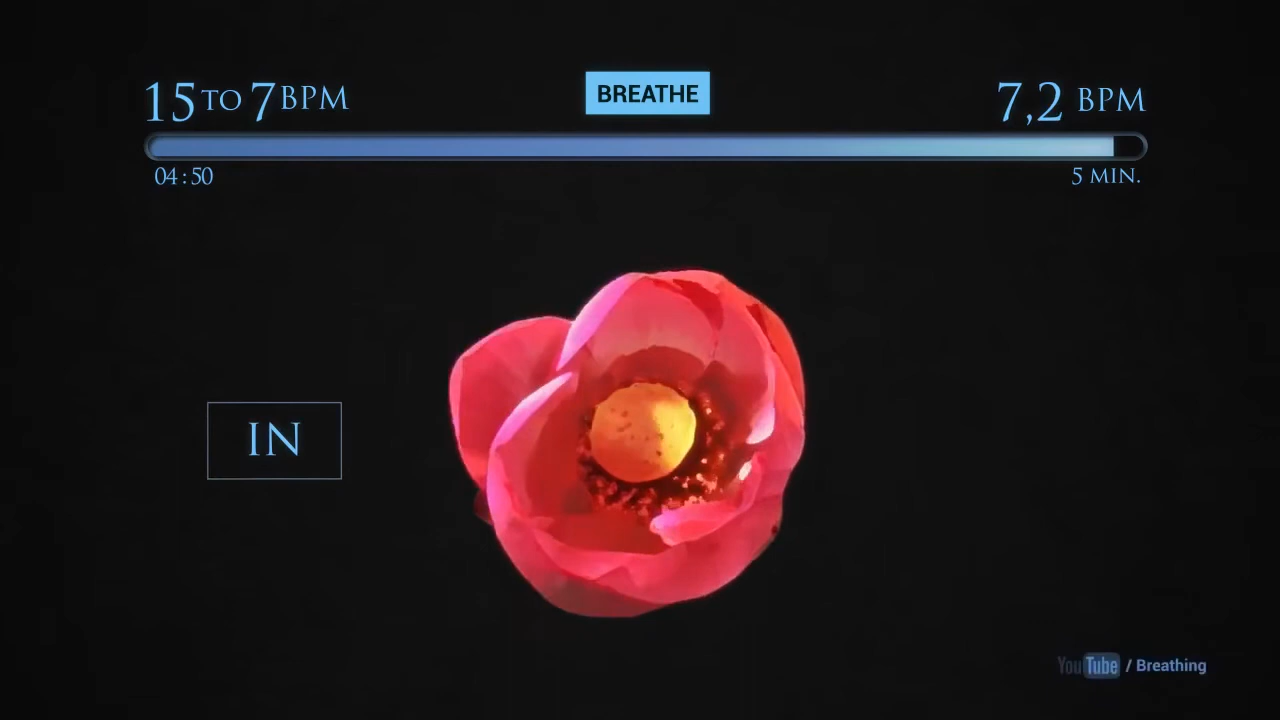 15 TO 7 BPM
BREATHE
7,2 BPM
04:50
5 MIN.
IN
YouTube / Breathing